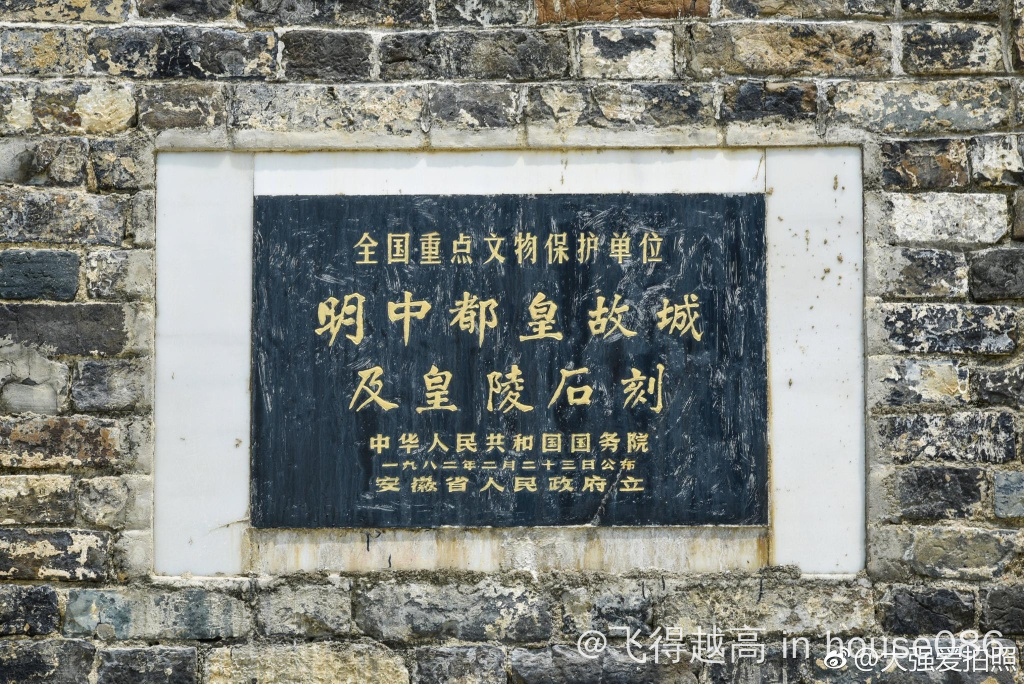 全国重点文物保护单位
明中都皇故城
及皇陵石刻
中华人民共和国国务院
一九八二年二月二十三日公布
安徽省人民政府立
@飞得越高 in house086
@大强爱拍照